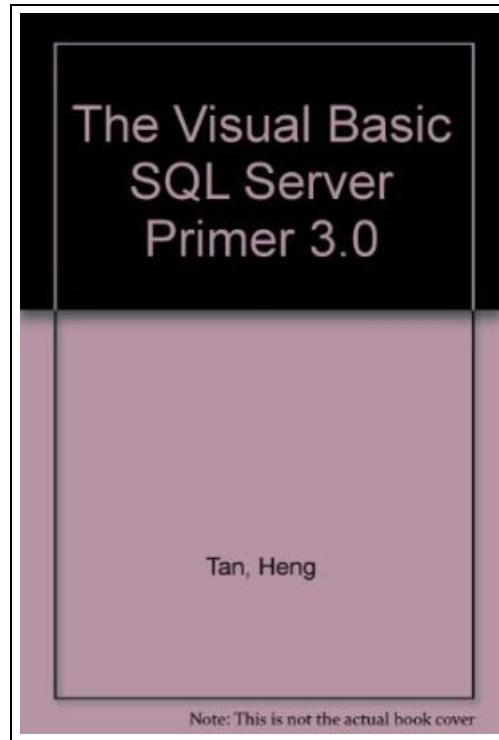 The Visual Basic
SQL Server
Primer 3.0
Tan, Heng
Note: This is not the actual book cover